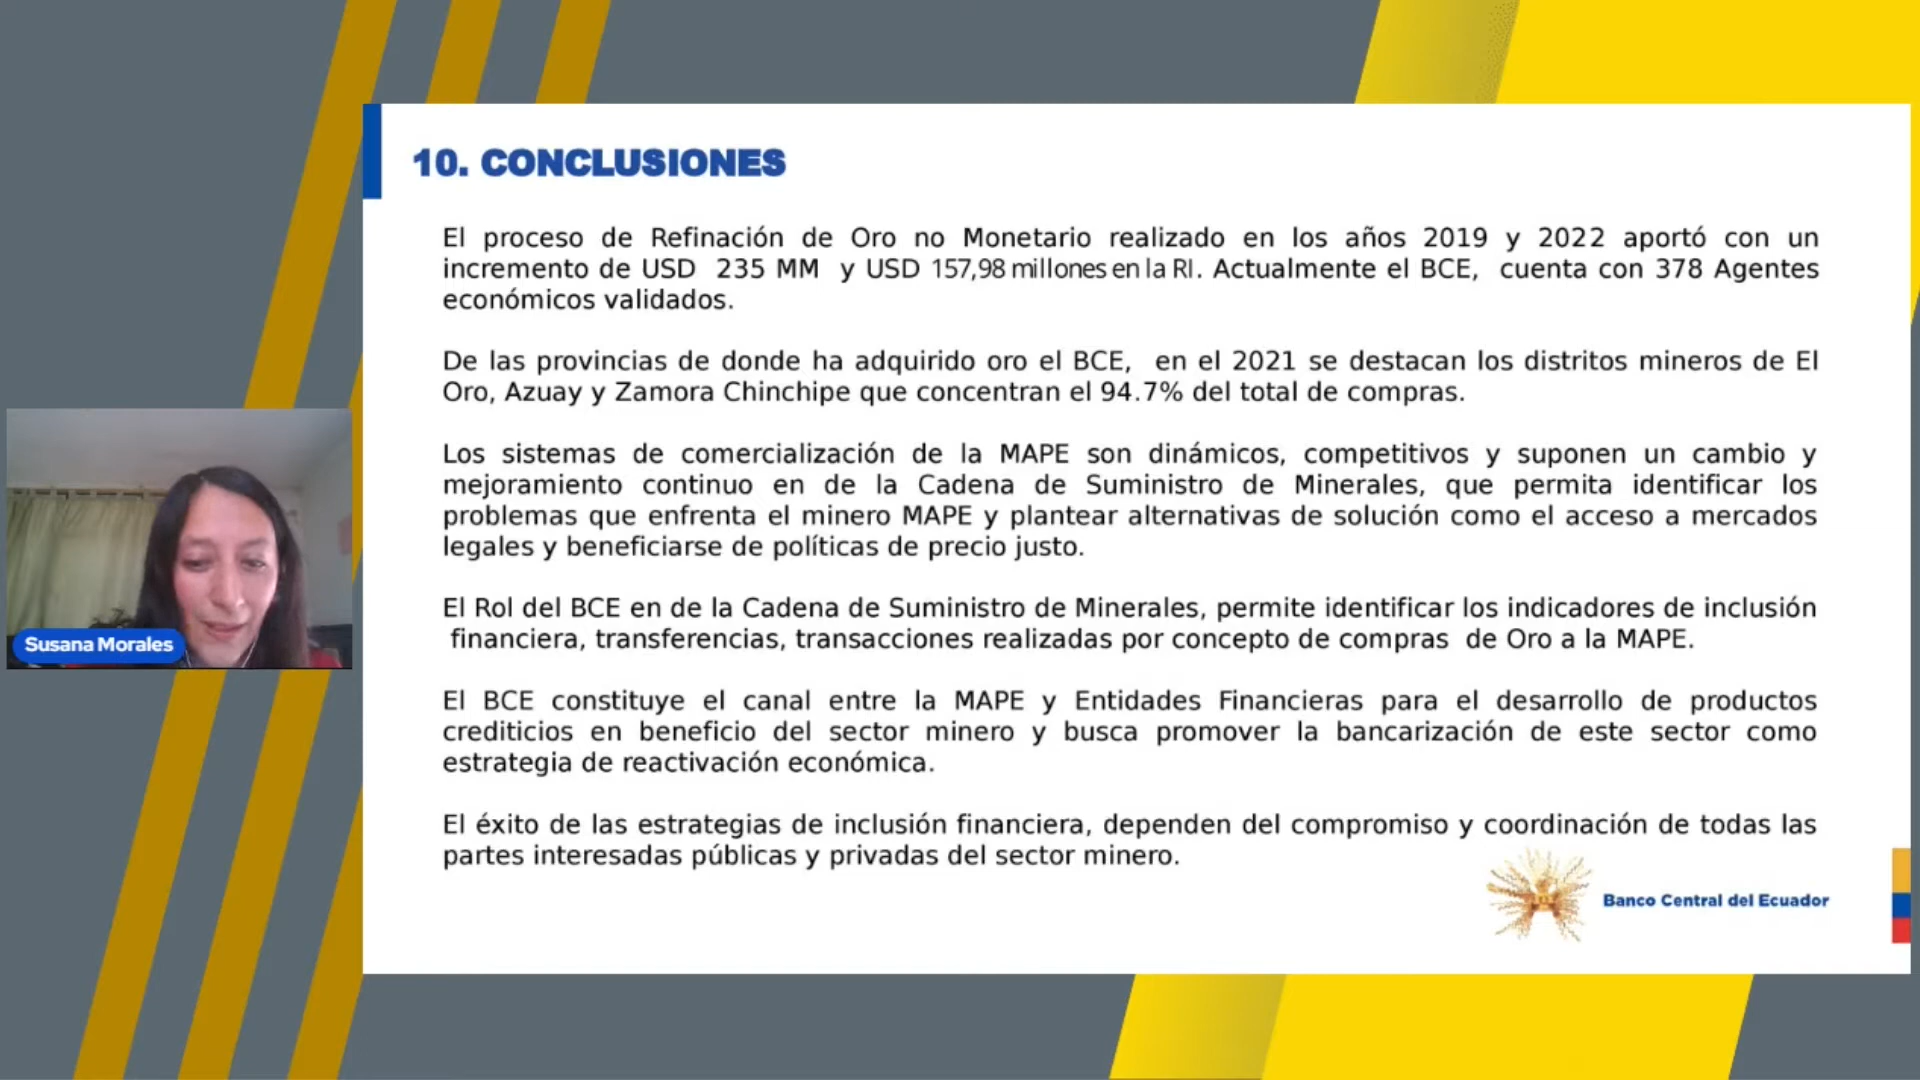 10. CONCLUSIONES
El proceso de Refinación de Oro no Monetario realizado en los años 2019 y 2022 aportó con un
incremento de USD 235 MM y USD 157,98 millones en la RI. Actualmente el BCE, cuenta con 378 Agentes
económicos validados.
De las provincias de donde ha adquirido oro el BCE, en el 2021 se destacan los distritos mineros de El
Oro, Azuay y Zamora Chinchipe que concentran el 94.7% del total de compras.
Los sistemas de comercialización de la MAPE son dinámicos, competitivos y suponen un cambio y
mejoramiento continuo en de la Cadena de Suministro de Minerales, que permita identificar los
problemas que enfrenta el minero MAPE y plantear alternativas de solución como el acceso a mercados
legales y beneficiarse de políticas de precio justo.
El Rol del BCE en de la Cadena de Suministro de Minerales, permite identificar los indicadores de inclusión
financiera, transferencias, transacciones realizadas por concepto de compras de Oro a la MAPE.
El BCE constituye el canal entre la MAPE y Entidades Financieras para el desarrollo de productos
crediticios en beneficio del sector minero y busca promover la bancarización de este sector como
estrategia de reactivación económica.
El éxito de las estrategias de inclusión financiera, dependen del compromiso y coordinación de todas las
partes interesadas públicas y privadas del sector minero.
Banco Central del Ecuador
Susana Morales